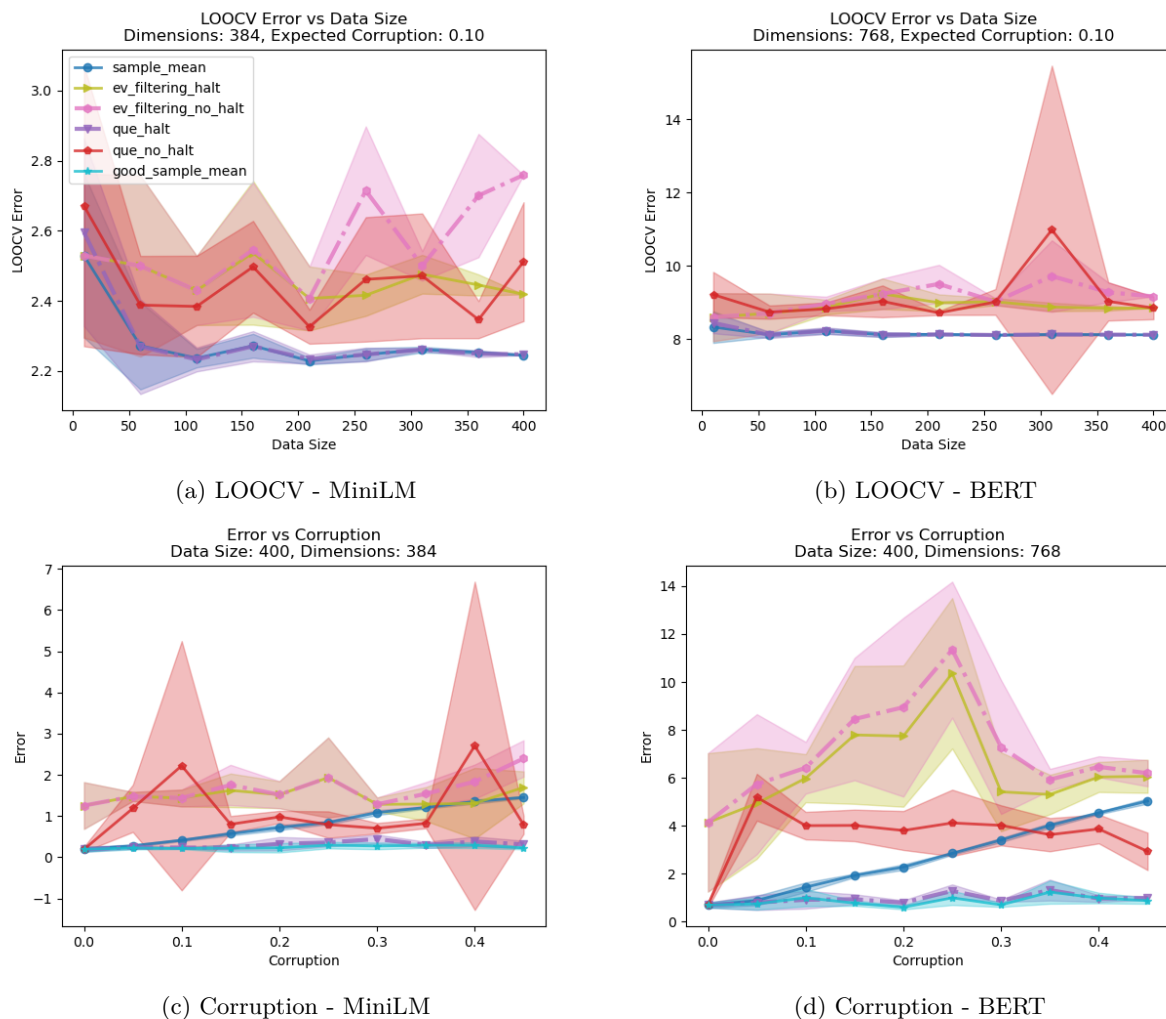 LOOCV Error vs Data Size
Dimensions: 384, Expected Corruption: 0.10
3.0
2.8
2.6
2.4
2.2
LOOCV Error
sample_mean
ev_filtering_halt
ev_filtering_no_halt
que_halt
que_no_halt
good_sample_mean
0 50 100 150 200 250 300 350 400
Data Size
(a) LOOCV - MiniLM
LOOCV Error vs Data Size
Dimensions: 768, Expected Corruption: 0.10
14
12
10
8
LOOCV Error
0 50 100 150 200 250 300 350 400
Data Size
(b) LOOCV - BERT
Error vs Corruption
Data Size: 400, Dimensions: 384
7
6
5
4
3
2
1
0
−1
Error
0.0 0.1 0.2 0.3 0.4
Corruption
(c) Corruption - MiniLM
Error vs Corruption
Data Size: 400, Dimensions: 768
14
12
10
8
6
4
2
0
Error
0.0 0.1 0.2 0.3 0.4
Corruption
(d) Corruption - BERT